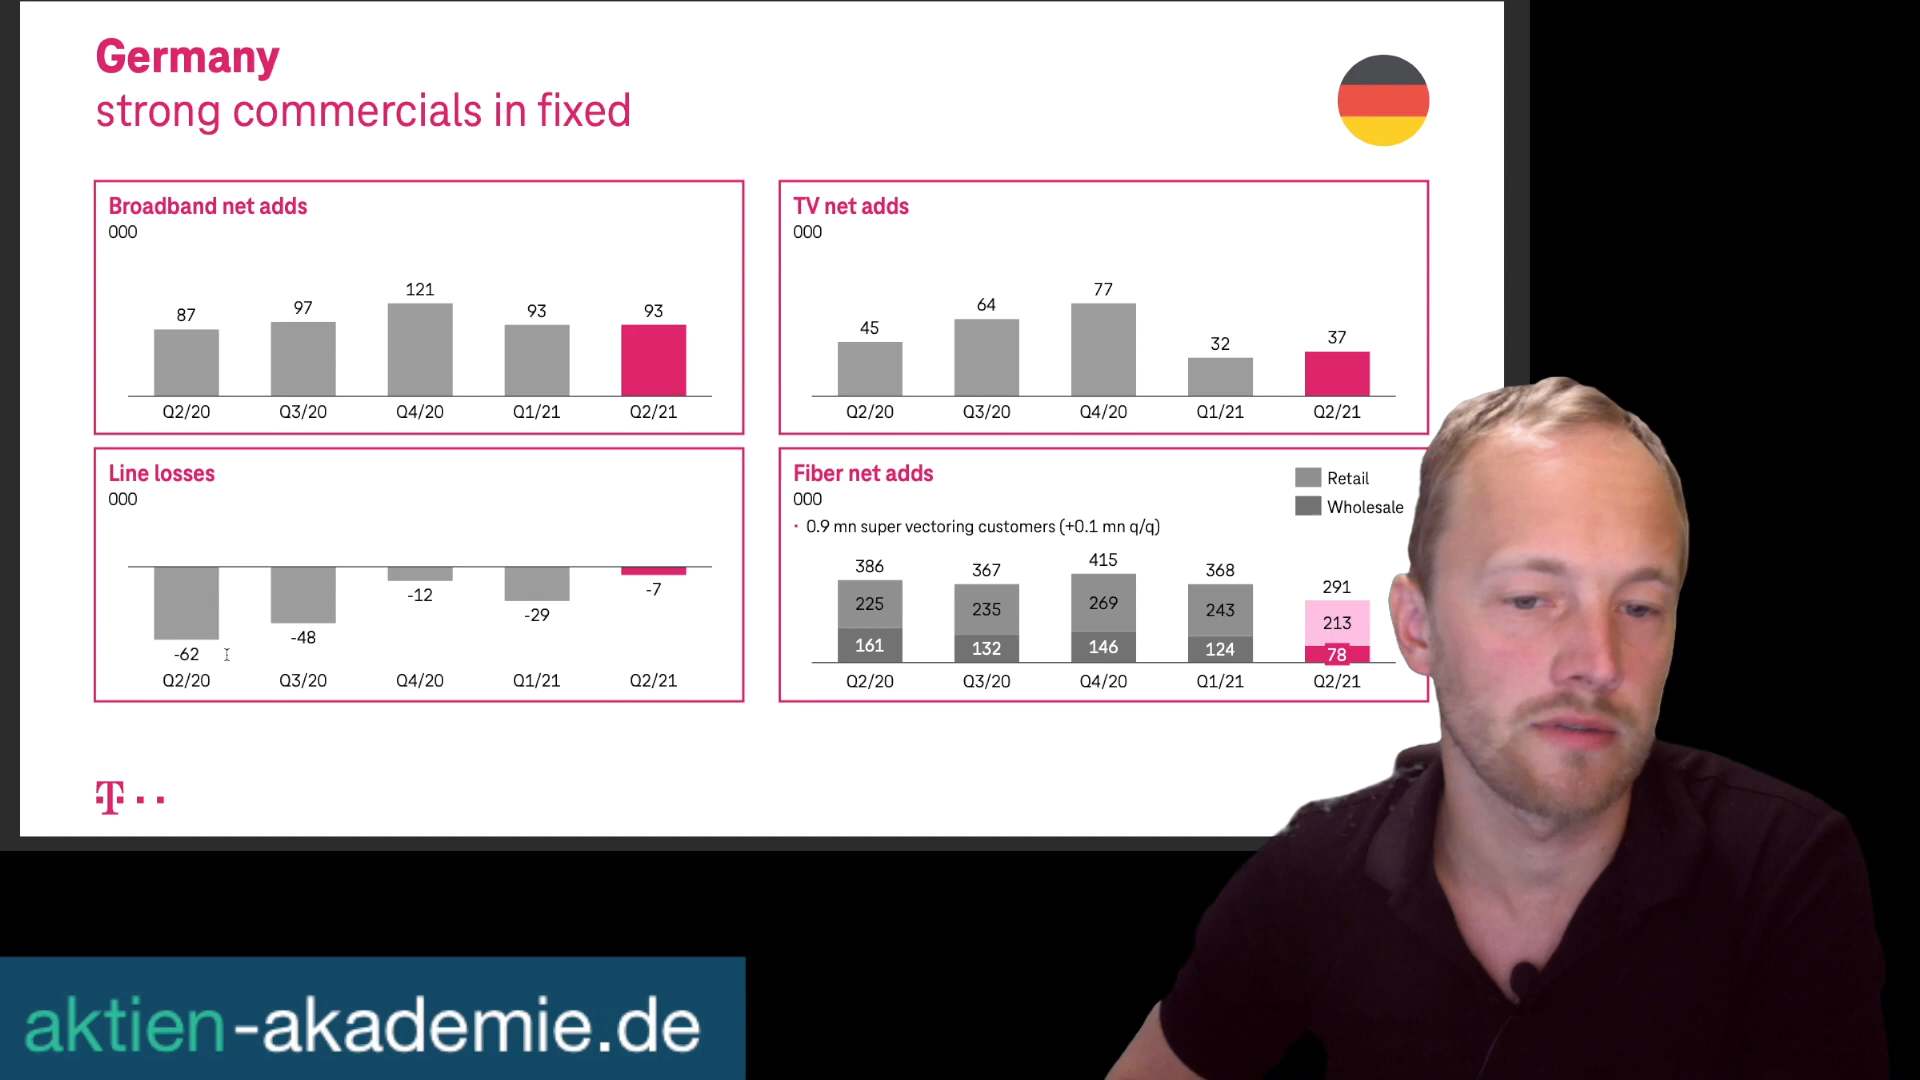 Germany
strong commercials in fixed
Broadband net adds
000
87 97 121 93 93
Q2/20 Q3/20 Q4/20 Q1/21 Q2/21
TV net adds
000
45 64 77 32 37
Q2/20 Q3/20 Q4/20 Q1/21 Q2/21
Line losses
000
-62 -48 -12 -29 -7
Q2/20 Q3/20 Q4/20 Q1/21 Q2/21
Fiber net adds
000
· 0.9 mn super vectoring customers (+0.1 mn q/q)
Retail
Wholesale
386 367 415 368 291
225 235 269 243 213
161 132 146 124 78
Q2/20 Q3/20 Q4/20 Q1/21 Q2/21
T
aktien-akademie.de